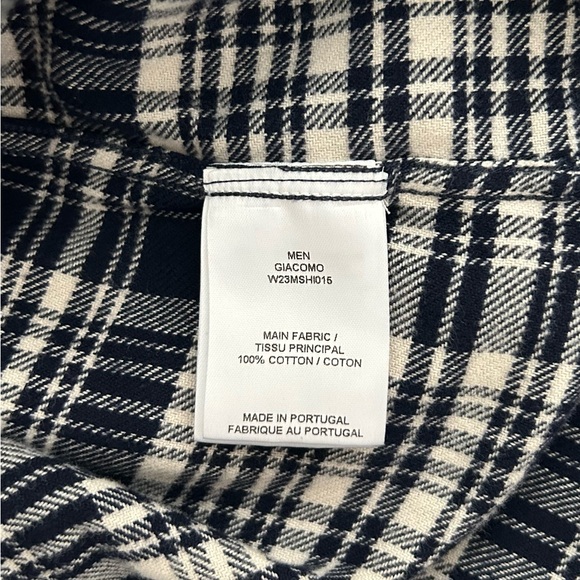 MEN
GIACOMO
W23MSHI015
MAIN FABRIC /
TISSU PRINCIPAL
100% COTTON / COTON
MADE IN PORTUGAL
FABRIQUE AU PORTUGAL